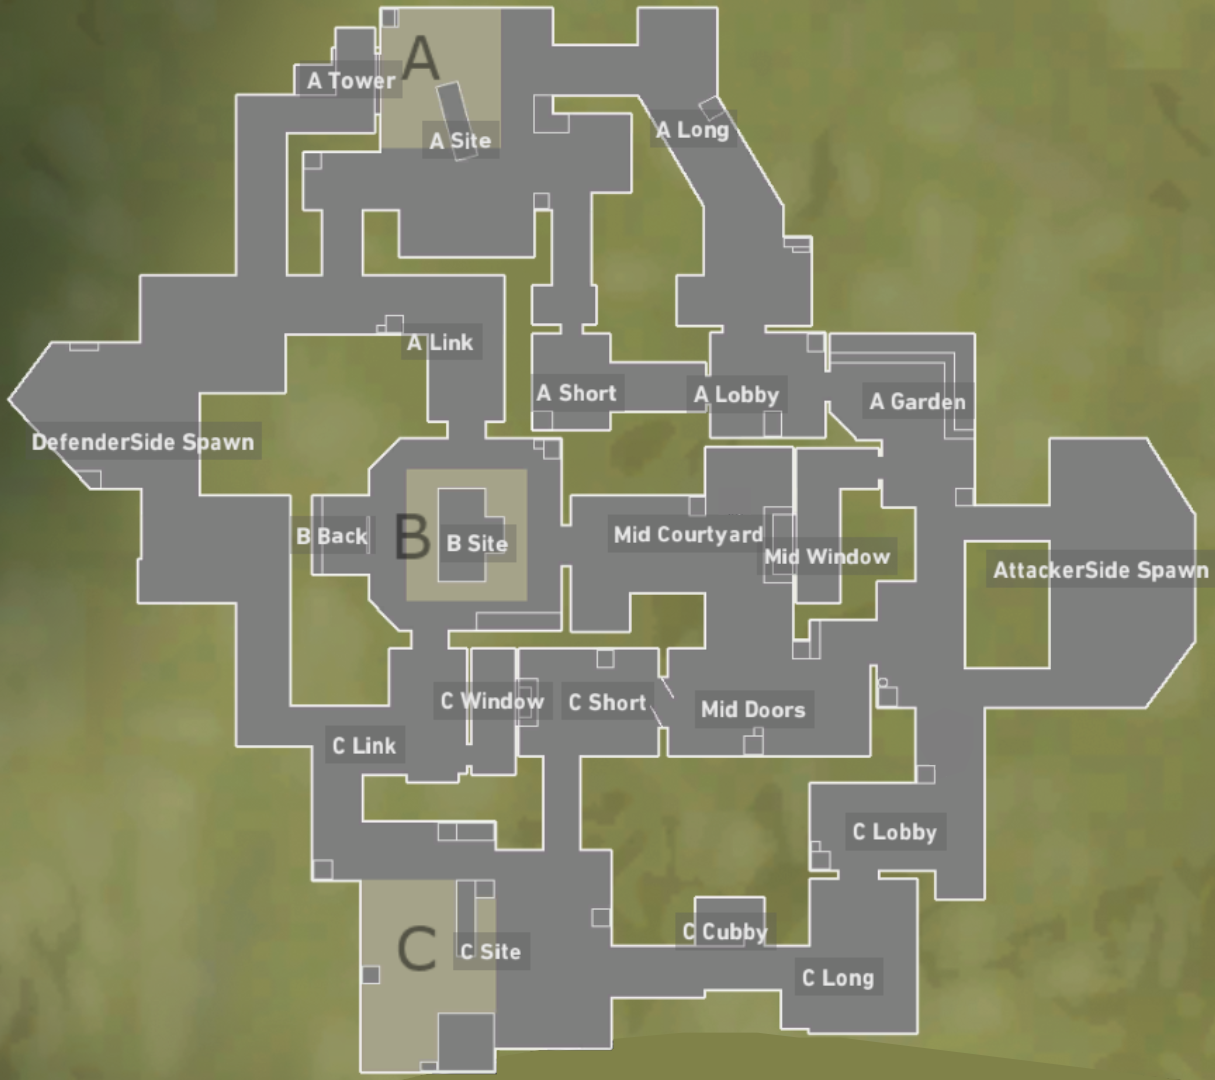 A
A Tower
A Site
A Long
A Link
A Short
A Lobby
A Garden
DefenderSide Spawn
B Back
B
B Site
Mid Courtyard
Mid Window
AttackerSide Spawn
C Window
C Short
Mid Doors
C Link
C Lobby
C
C Site
C Cubby
C Long